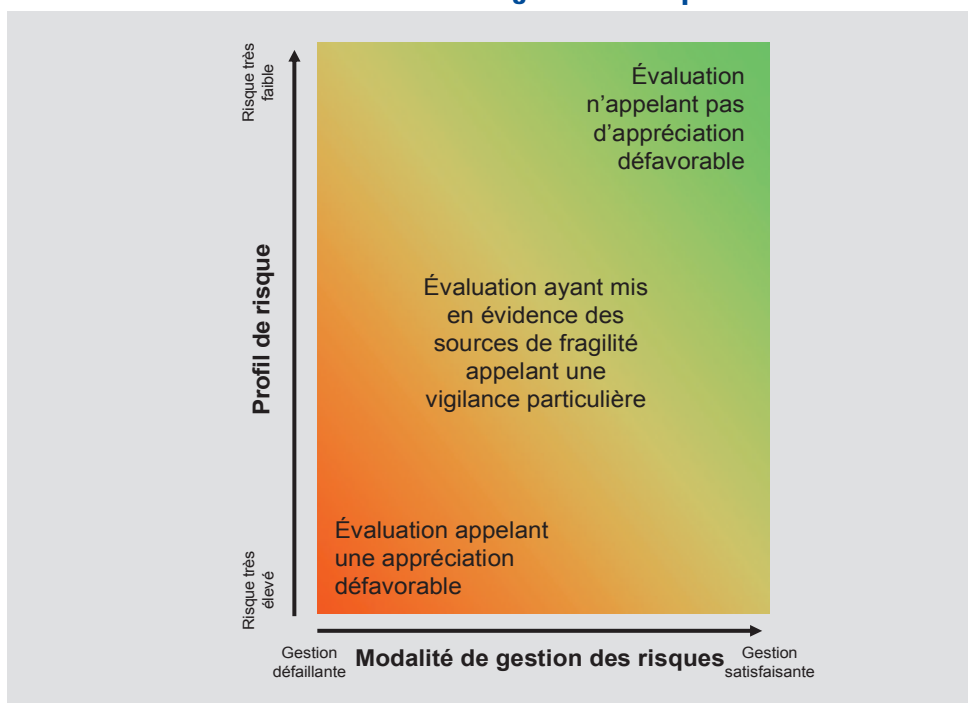 Risque très
faible
Évaluation
n’appelant pas
d’appréciation
défavorable
Profil de risque
Évaluation ayant mis
en évidence des
sources de fragilité
appelant une
vigilance particulière
Évaluation appelant
une appréciation
défavorable
Risque très
élevé
Gestion
défaillante
Modalité de gestion des risques
Gestion
satisfaisante